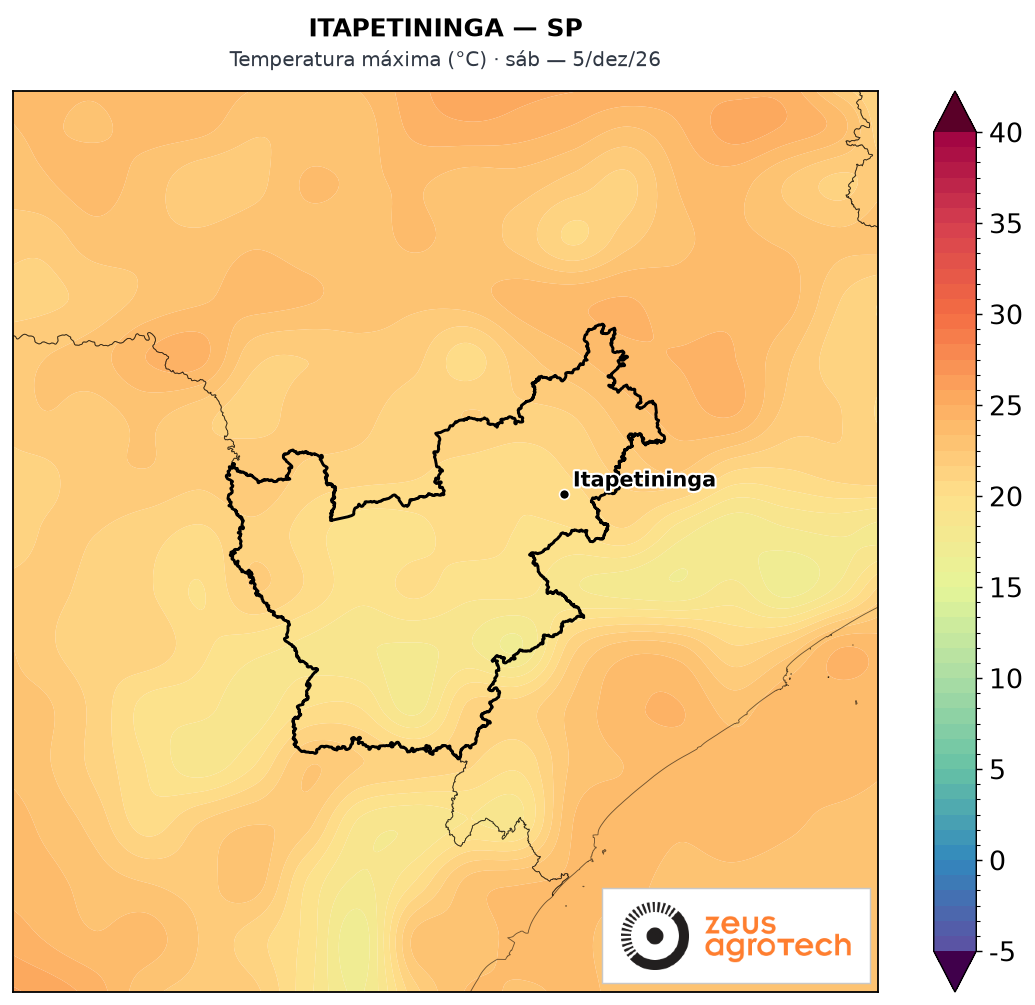 ITAPETININGA — SP
Temperatura máxima (°C) · sáb — 5/dez/26
40
35
30
25
20
15
10
5
0
-5
Itapetininga
zeus
agrotech